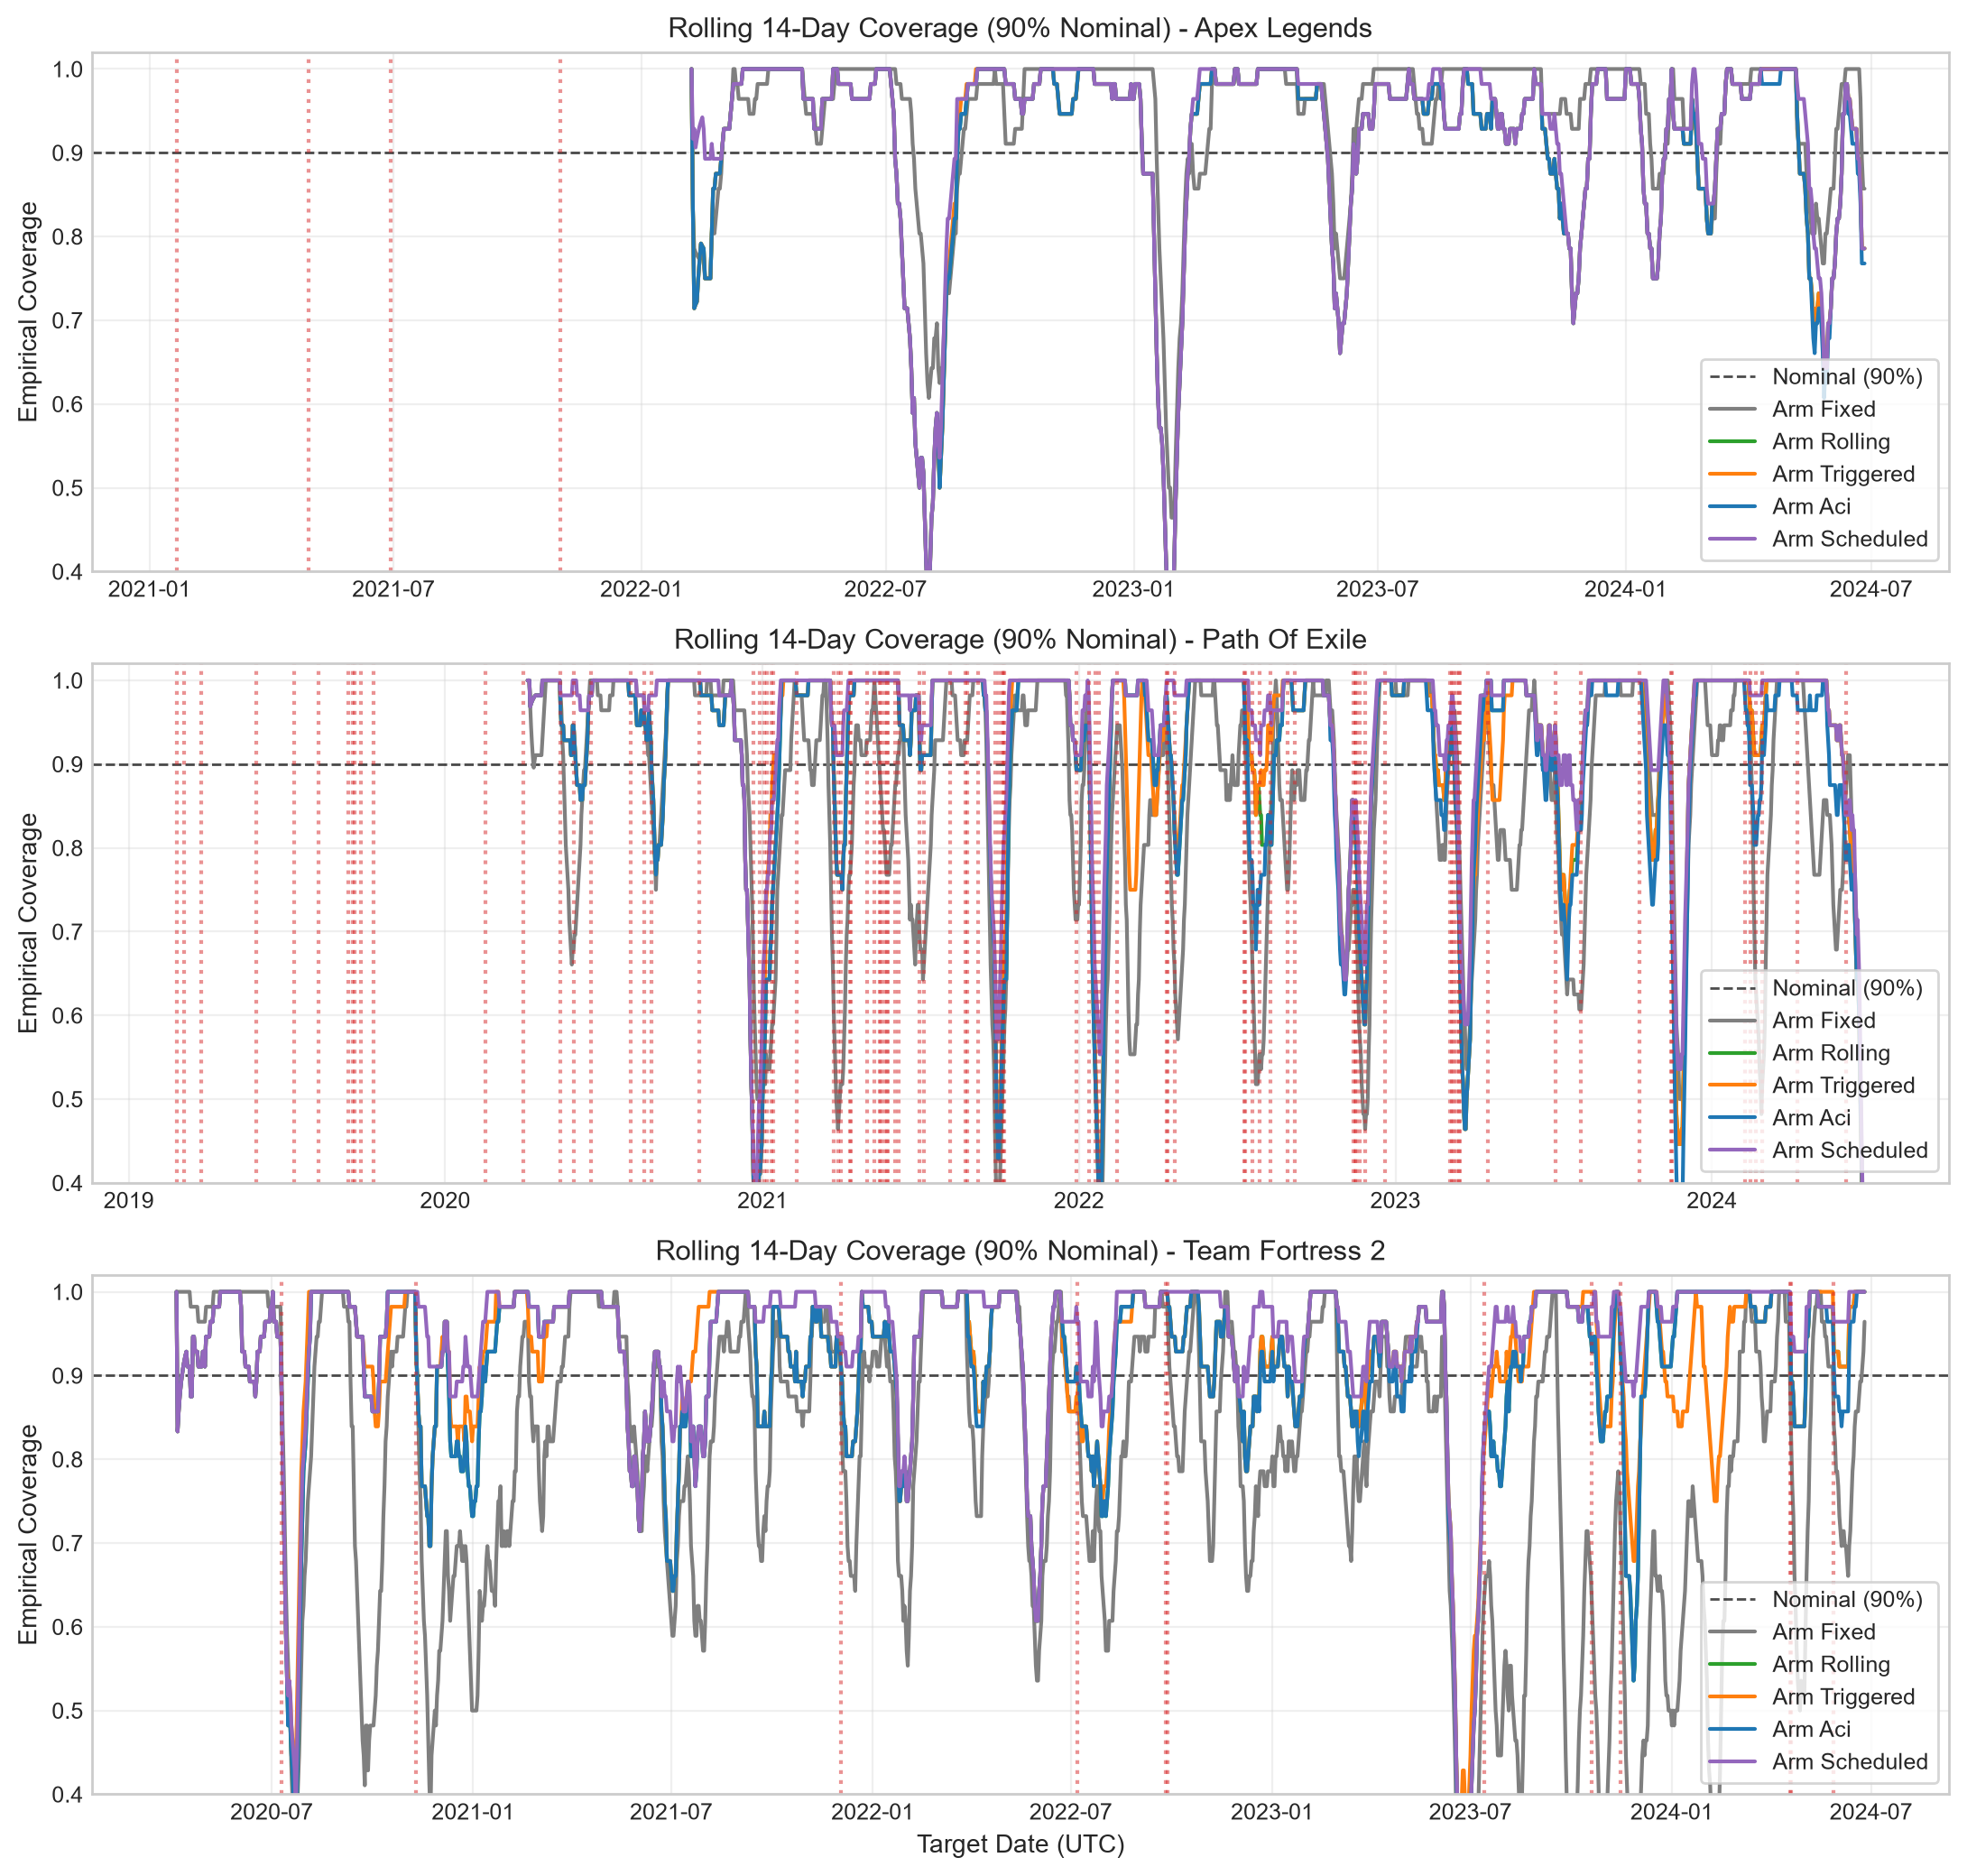 Rolling 14-Day Coverage (90% Nominal) - Apex Legends
Empirical Coverage
1.0
0.9
0.8
0.7
0.6
0.5
0.4
Nominal (90%)
Arm Fixed
Arm Rolling
Arm Triggered
Arm Aci
Arm Scheduled
2021-01 2021-07 2022-01 2022-07 2023-01 2023-07 2024-01 2024-07
Rolling 14-Day Coverage (90% Nominal) - Path Of Exile
Empirical Coverage
1.0
0.9
0.8
0.7
0.6
0.5
0.4
Nominal (90%)
Arm Fixed
Arm Rolling
Arm Triggered
Arm Aci
Arm Scheduled
2019 2020 2021 2022 2023 2024
Rolling 14-Day Coverage (90% Nominal) - Team Fortress 2
Empirical Coverage
1.0
0.9
0.8
0.7
0.6
0.5
0.4
Nominal (90%)
Arm Fixed
Arm Rolling
Arm Triggered
Arm Aci
Arm Scheduled
2020-07 2021-01 2021-07 2022-01 2022-07 2023-01 2023-07 2024-01 2024-07
Target Date (UTC)